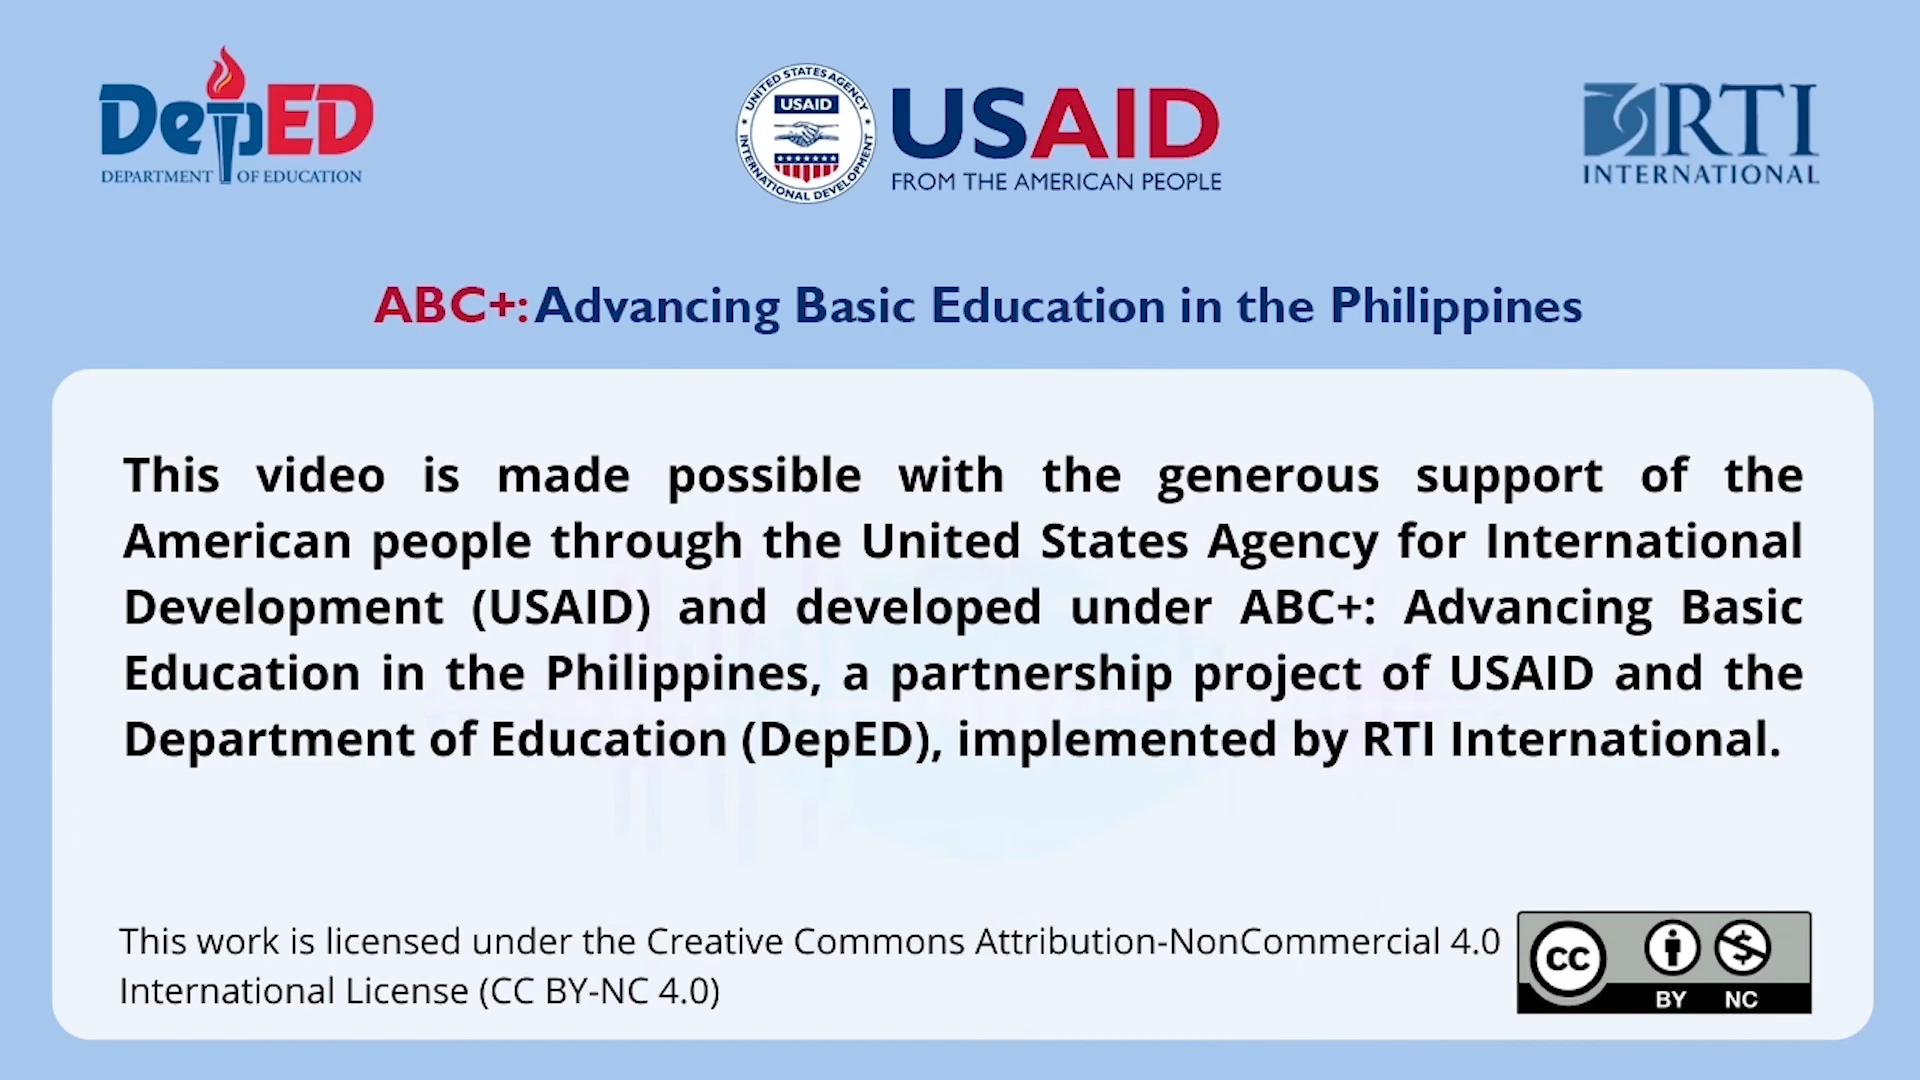 DepED
DEPARTMENT OF EDUCATION
UNITED STATES AGENCY
USAID
INTERNATIONAL DEVELOPMENT
USAID
FROM THE AMERICAN PEOPLE
RTI
INTERNATIONAL
ABC+: Advancing Basic Education in the Philippines
This video is made possible with the generous support of the
American people through the United States Agency for International
Development (USAID) and developed under ABC+: Advancing Basic
Education in the Philippines, a partnership project of USAID and the
Department of Education (DepED), implemented by RTI International.
This work is licensed under the Creative Commons Attribution-NonCommercial 4.0
International License (CC BY-NC 4.0)
cc
BY NC